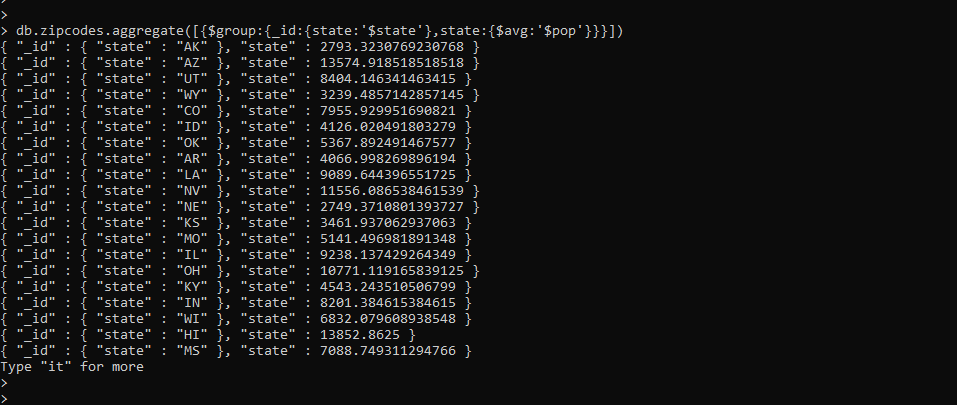 >
>
> db.zipcodes.aggregate([{$group:{_id:{state:'$state'},state:{$avg:'$pop'}}}])
{ "_id" : { "state" : "AK" }, "state" : 2793.3230769230768 }
{ "_id" : { "state" : "AZ" }, "state" : 13574.918518518518 }
{ "_id" : { "state" : "UT" }, "state" : 8404.146341463415 }
{ "_id" : { "state" : "WY" }, "state" : 3239.4857142857145 }
{ "_id" : { "state" : "CO" }, "state" : 7955.929951690821 }
{ "_id" : { "state" : "ID" }, "state" : 4126.020491803279 }
{ "_id" : { "state" : "OK" }, "state" : 5367.892491467577 }
{ "_id" : { "state" : "AR" }, "state" : 4066.998269896194 }
{ "_id" : { "state" : "LA" }, "state" : 9089.644396551725 }
{ "_id" : { "state" : "NV" }, "state" : 11556.086538461539 }
{ "_id" : { "state" : "NE" }, "state" : 2749.3710801393727 }
{ "_id" : { "state" : "KS" }, "state" : 3461.937062937063 }
{ "_id" : { "state" : "MO" }, "state" : 5141.496981891348 }
{ "_id" : { "state" : "IL" }, "state" : 9238.137429264349 }
{ "_id" : { "state" : "OH" }, "state" : 10771.119165839125 }
{ "_id" : { "state" : "KY" }, "state" : 4543.243510506799 }
{ "_id" : { "state" : "IN" }, "state" : 8201.384615384615 }
{ "_id" : { "state" : "WI" }, "state" : 6832.079608938548 }
{ "_id" : { "state" : "HI" }, "state" : 13852.8625 }
{ "_id" : { "state" : "MS" }, "state" : 7088.749311294766 }
Type "it" for more
>
>